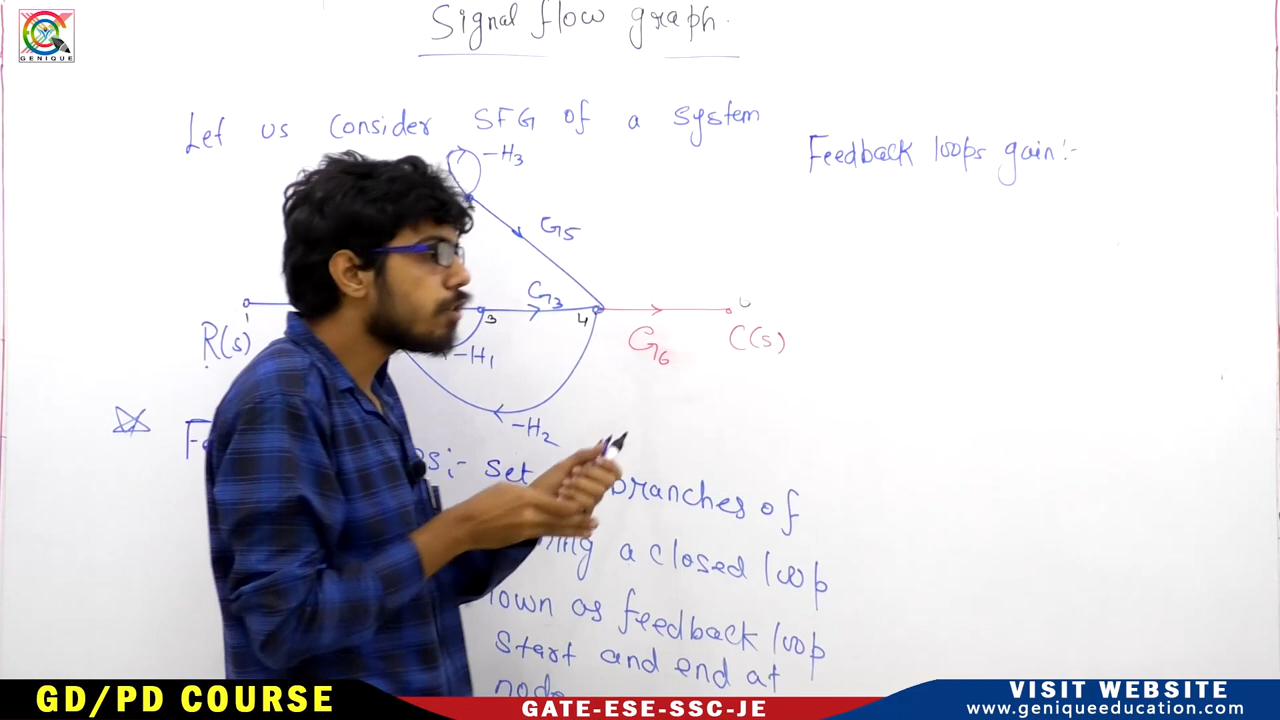 GENIQUE
Signal flow graph.
Let us Consider SFG of a system
-H3
Feedback loops gain:-
G5
G3
1
3
4
R(s)
-H1
G6
C(s)
-H2
set branches of
a closed loop
as feedback loop
start and end at
node
GD/PD COURSE
GATE-ESE-SSC-JE
VISIT WEBSITE
www.geniqueeducation.com